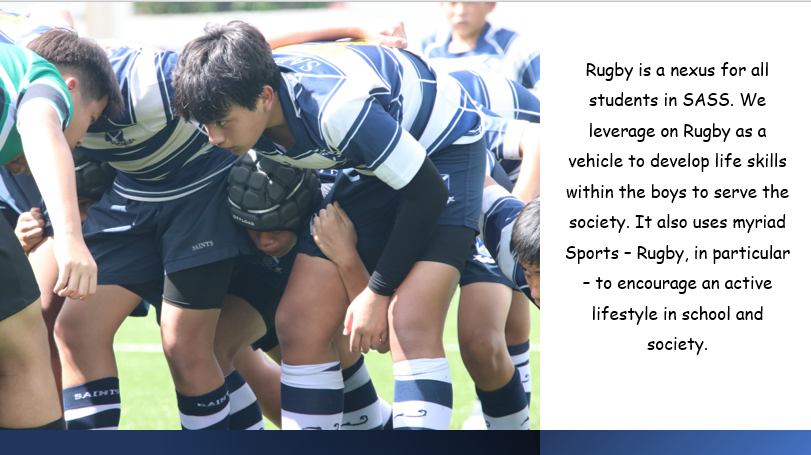 Rugby is a nexus for all
students in SASS. We
leverage on Rugby as a
vehicle to develop life skills
within the boys to serve the
society. It also uses myriad
Sports – Rugby, in particular
– to encourage an active
lifestyle in school and
society.
SAINTS
SAINTS